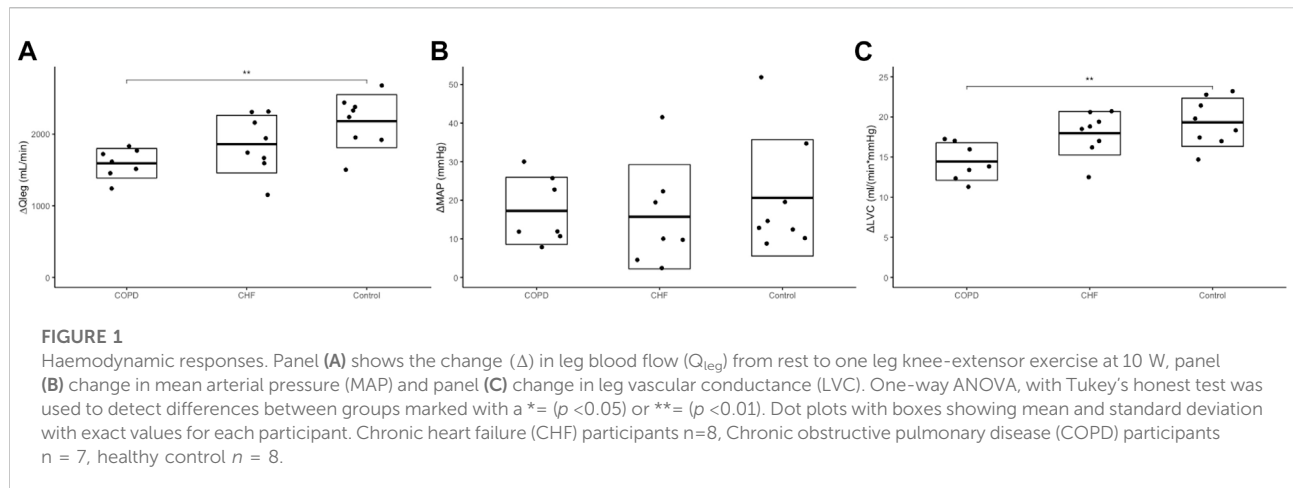 A
B
C
**
**
ΔQleg (mL/min)
2000
1000
0
COPD
CHF
Control
ΔMAP (mmHg)
50
40
30
20
10
0
COPD
CHF
Control
ΔLVC (ml/(min*mmHg)
25
20
15
10
5
0
COPD
CHF
Control
FIGURE 1
Haemodynamic responses. Panel (A) shows the change (Δ) in leg blood flow (Qleg) from rest to one leg knee-extensor exercise at 10 W, panel
(B) change in mean arterial pressure (MAP) and panel (C) change in leg vascular conductance (LVC). One-way ANOVA, with Tukey's honest test was
used to detect differences between groups marked with a *= (p <0.05) or **= (p <0.01). Dot plots with boxes showing mean and standard deviation
with exact values for each participant. Chronic heart failure (CHF) participants n=8, Chronic obstructive pulmonary disease (COPD) participants
n = 7, healthy control n = 8.